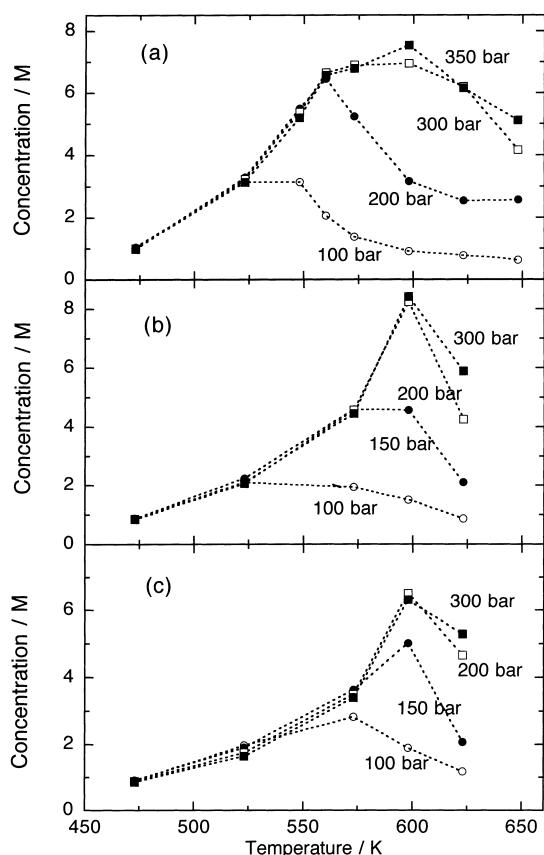 8
(a)
350 bar
6
300 bar
4
200 bar
2
100 bar
0
Concentration / M
8
(b)
300 bar
6
200 bar
4
150 bar
2
100 bar
0
Concentration / M
(c)
300 bar
6
200 bar
4
150 bar
2
100 bar
0
Concentration / M
450 500 550 600 650
Temperature / K